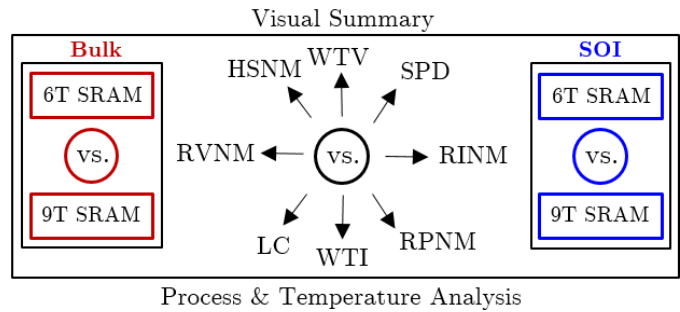 Visual Summary
Bulk
6T SRAM
vs.
9T SRAM
HSNM
WTV
SPD
RVNM
vs.
RINM
LC
WTI
RPNM
SOI
6T SRAM
vs.
9T SRAM
Process & Temperature Analysis